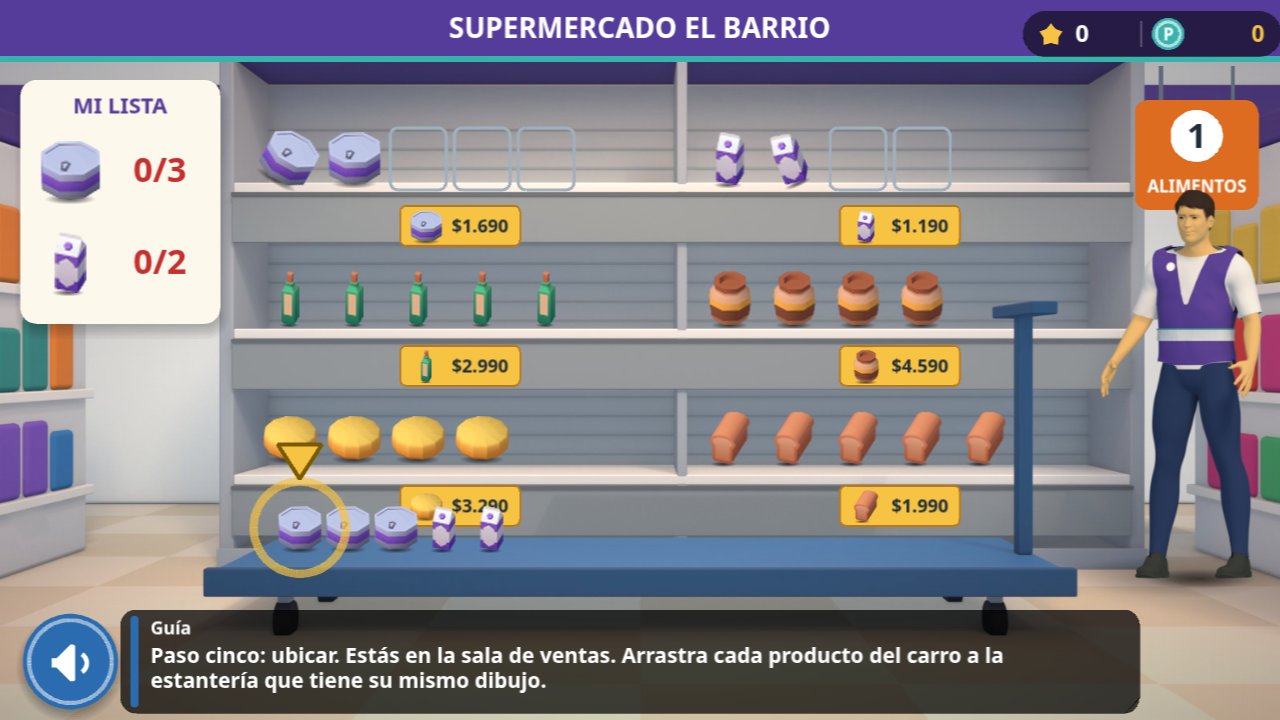 SUPERMERCADO EL BARRIO
0
P
0
MI LISTA
0/3
0/2
1
ALIMENTOS
$1.690
$1.190
$2.990
$4.590
$3.290
$1.990
Guía
Paso cinco: ubicar. Estás en la sala de ventas. Arrastra cada producto del carro a la
estantería que tiene su mismo dibujo.